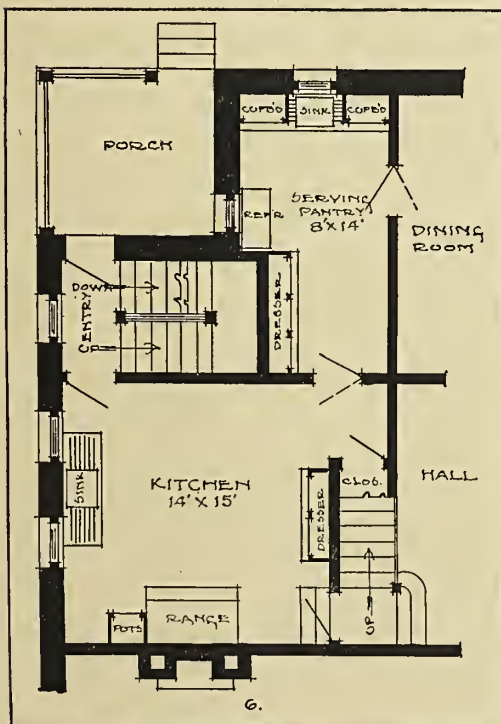 CUPB'D
SINK
CUPB'D
PORCH
REF'R
SERVING
PANTRY
8'X14'
DINING
ROOM
DOWN
ENTRY
UP
DRESSER
KITCHEN
14'X15'
SINK
DRESSER
CLOS.
HALL
UP
POTS
RANGE
6.